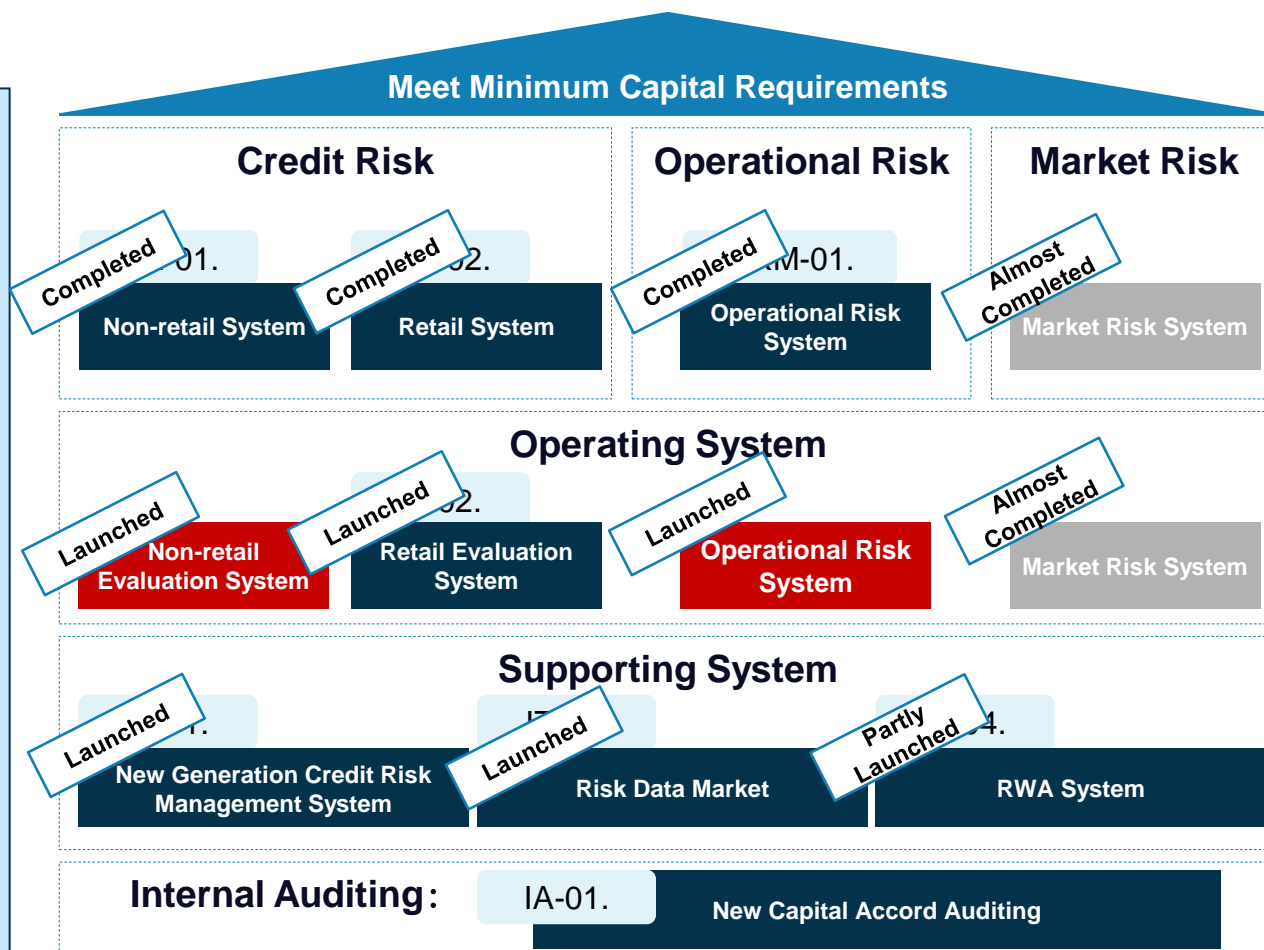 Meet Minimum Capital Requirements
Credit Risk
Operational Risk
Market Risk
Completed
01.
Completed
02.
Completed
M-01.
Almost
Completed
Non-retail System
Retail System
Operational Risk
System
Market Risk System
Operating System
Launched
Launched
02.
Launched
Almost
Completed
Non-retail
Evaluation System
Retail Evaluation
System
Operational Risk
System
Market Risk System
Supporting System
Launched
Launched
Partly
Launched
4.
New Generation Credit Risk
Management System
Risk Data Market
RWA System
Internal Auditing：
IA-01.
New Capital Accord Auditing